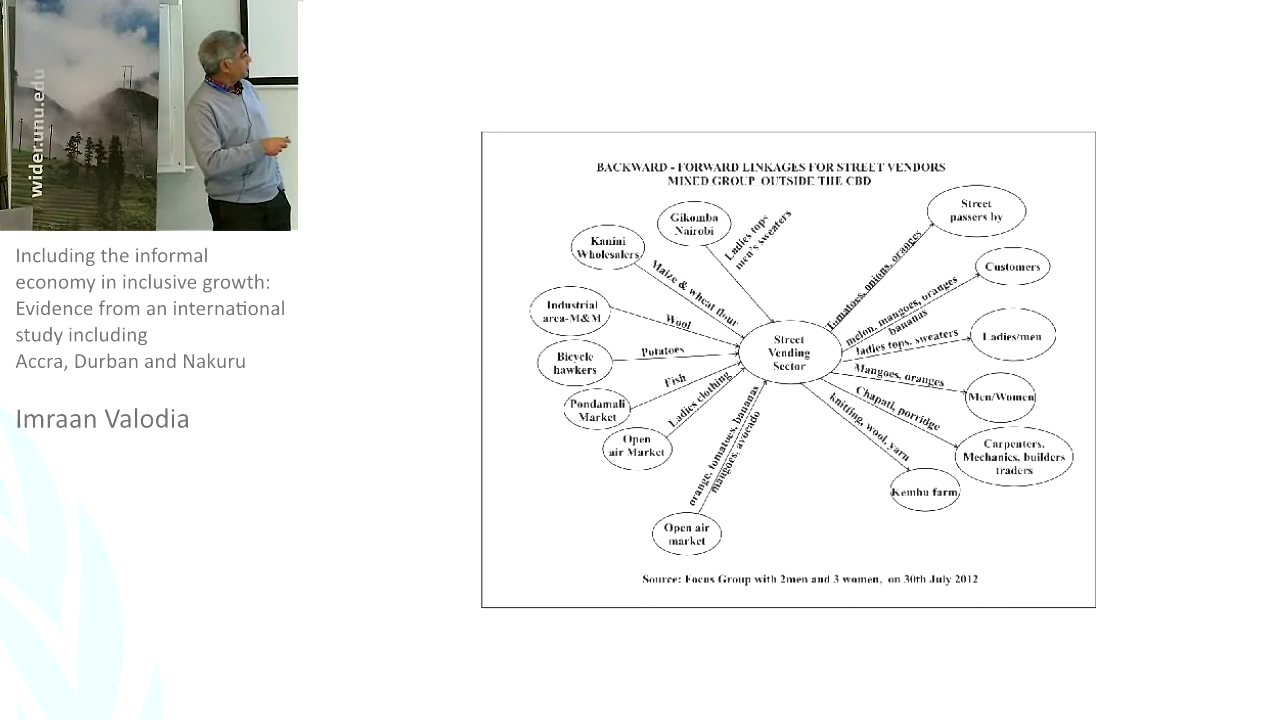 wider.unu.edu
Including the informal
economy in inclusive growth:
Evidence from an international
study including
Accra, Durban and Nakuru
Imraan Valodia
BACKWARD - FORWARD LINKAGES FOR STREET VENDORS
MIXED GROUP OUTSIDE THE CBD
Gikomba
Nairobi
Ladies tops
men's sweaters
Kanini
Wholesalers
Maize & wheat flour
Industrial
area-M&M
Wool
Bicycle
hawkers
Potatoes
Pondamali
Market
Fish
Open
air Market
Ladies clothing
Open air
market
orange, tomatoes, bananas
mangoes, avocado
Street
Vending
Sector
Street
passers by
Tomatoes, onions, oranges
Customers
melon, mangoes, oranges
bananas
Ladies/men
ladies tops, sweaters
Men/Women
Mangoes, oranges
Carpenters,
Mechanics, builders
traders
Chapati, porridge
Kembu farm
knitting, wool, yarn
Source: Focus Group with 2men and 3 women, on 30th July 2012